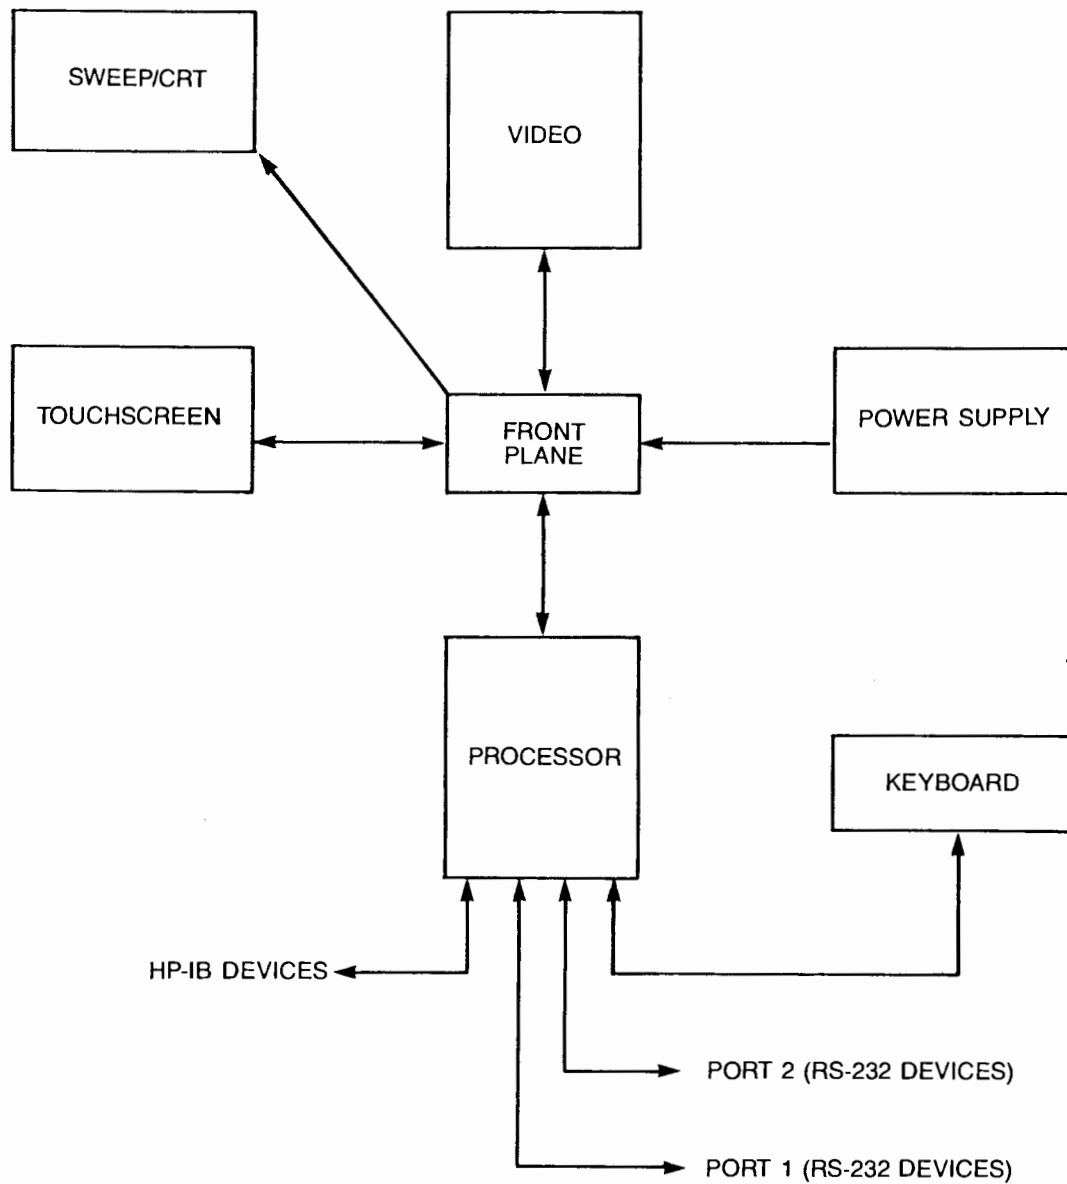 SWEEP/CRT
VIDEO
TOUCHSCREEN
FRONT
PLANE
POWER SUPPLY
PROCESSOR
KEYBOARD
HP-IB DEVICES
PORT 2 (RS-232 DEVICES)
PORT 1 (RS-232 DEVICES)